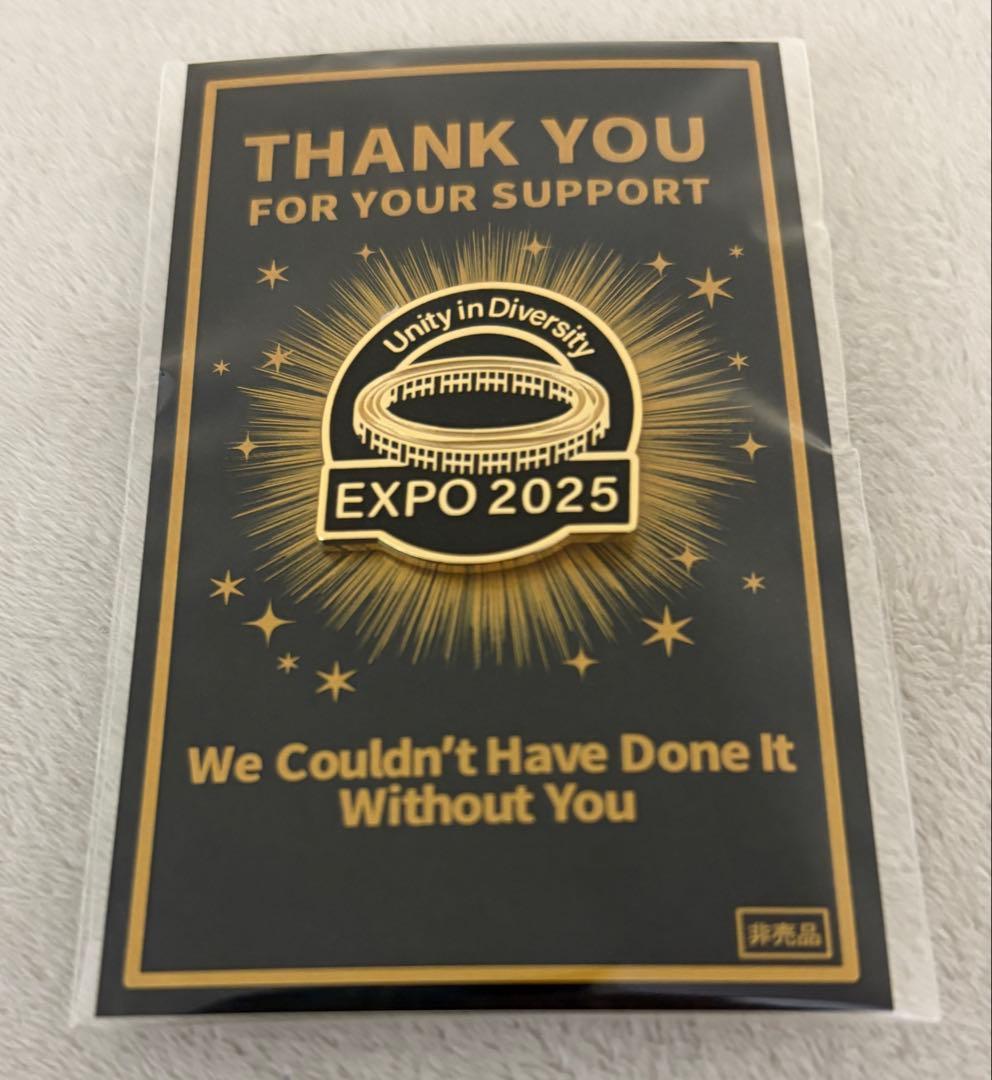 THANK YOU
FOR YOUR SUPPORT
Unity in Diversity
EXPO 2025
We Couldn't Have Done It
Without You
非売品